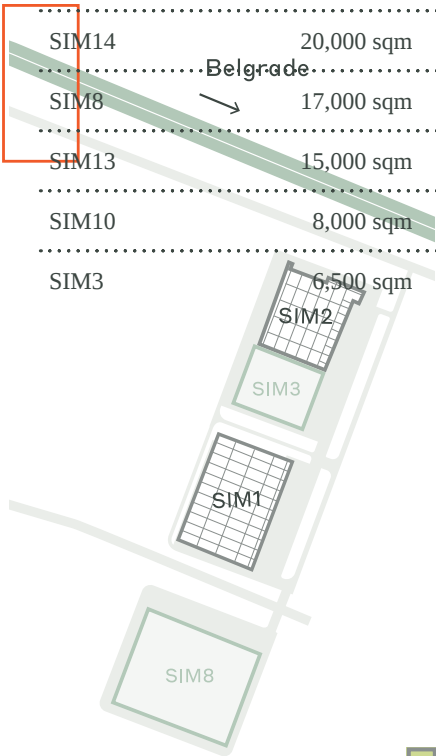 SIM14 20,000 sqm
Belgrade
SIM8 17,000 sqm
SIM13 15,000 sqm
SIM10 8,000 sqm
SIM3 6,500 sqm
SIM2
SIM3
SIM1
SIM8